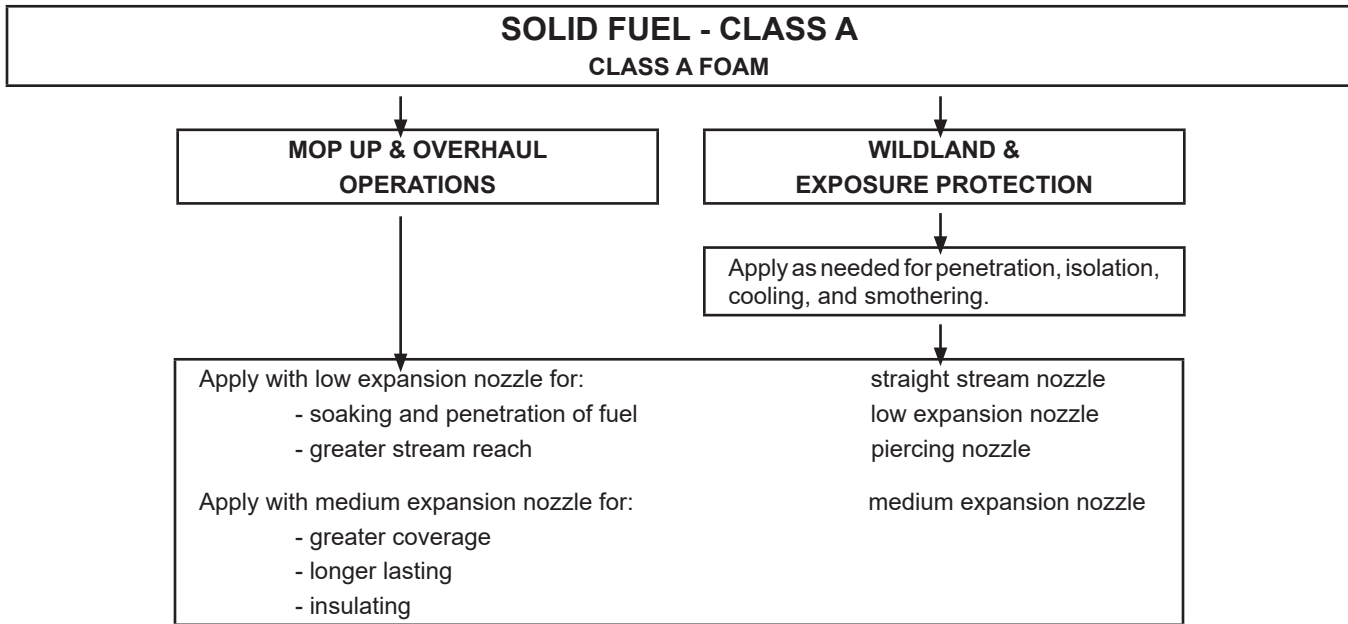 SOLID FUEL - CLASS A
CLASS A FOAM
MOP UP & OVERHAUL
OPERATIONS
WILDLAND &
EXPOSURE PROTECTION
Apply as needed for penetration, isolation,
cooling, and smothering.
Apply with low expansion nozzle for:
- soaking and penetration of fuel
- greater stream reach
Apply with medium expansion nozzle for:
- greater coverage
- longer lasting
- insulating
straight stream nozzle
low expansion nozzle
piercing nozzle
medium expansion nozzle